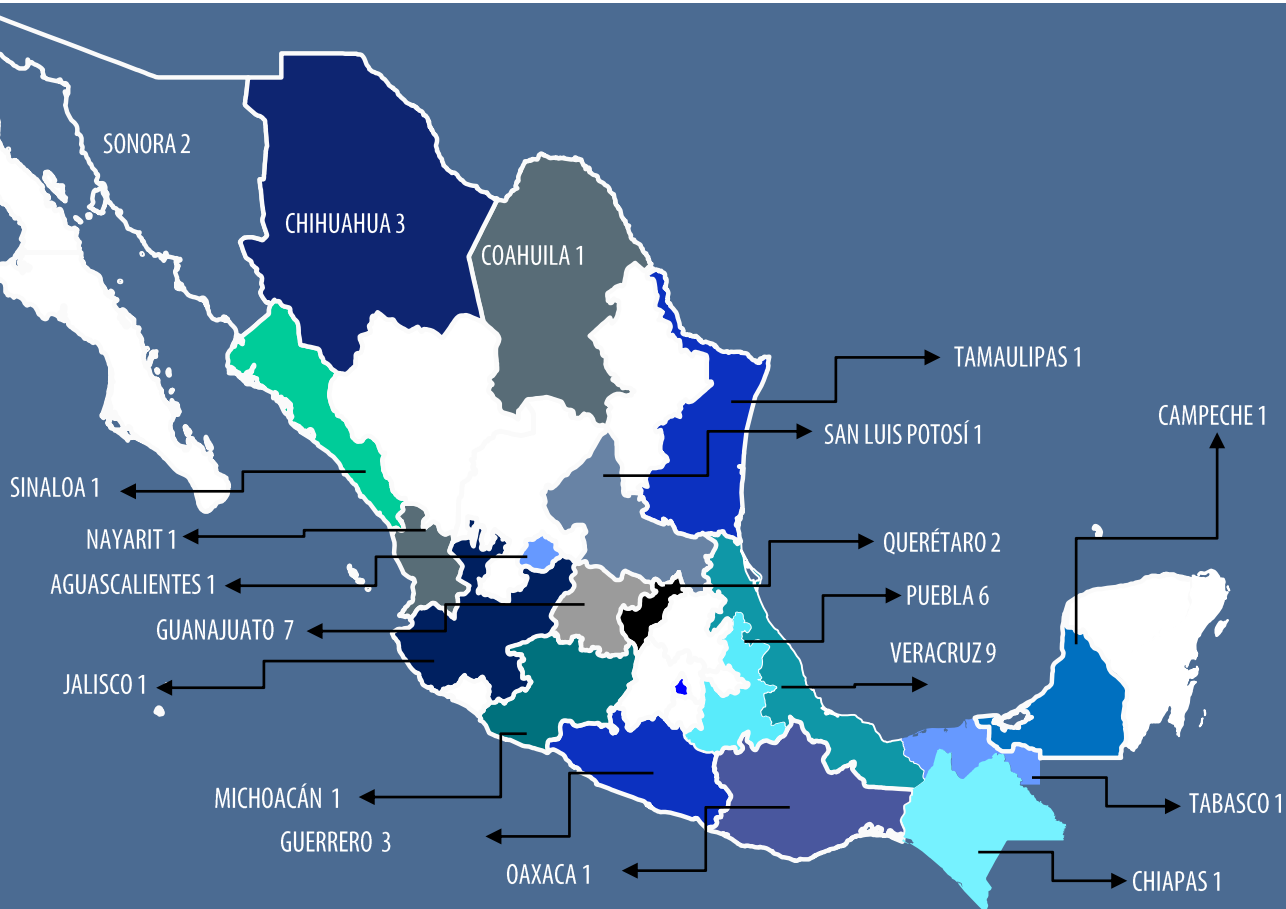 SONORA 2
CHIHUAHUA 3
COAHUILA 1
TAMAULIPAS 1
CAMPECHE 1
SAN LUIS POTOSÍ 1
SINALOA 1
NAYARIT 1
QUERÉTARO 2
AGUASCALIENTES 1
PUEBLA 6
GUANAJUATO 7
VERACRUZ 9
JALISCO 1
MICHOACÁN 1
TABASCO 1
GUERRERO 3
OAXACA 1
CHIAPAS 1